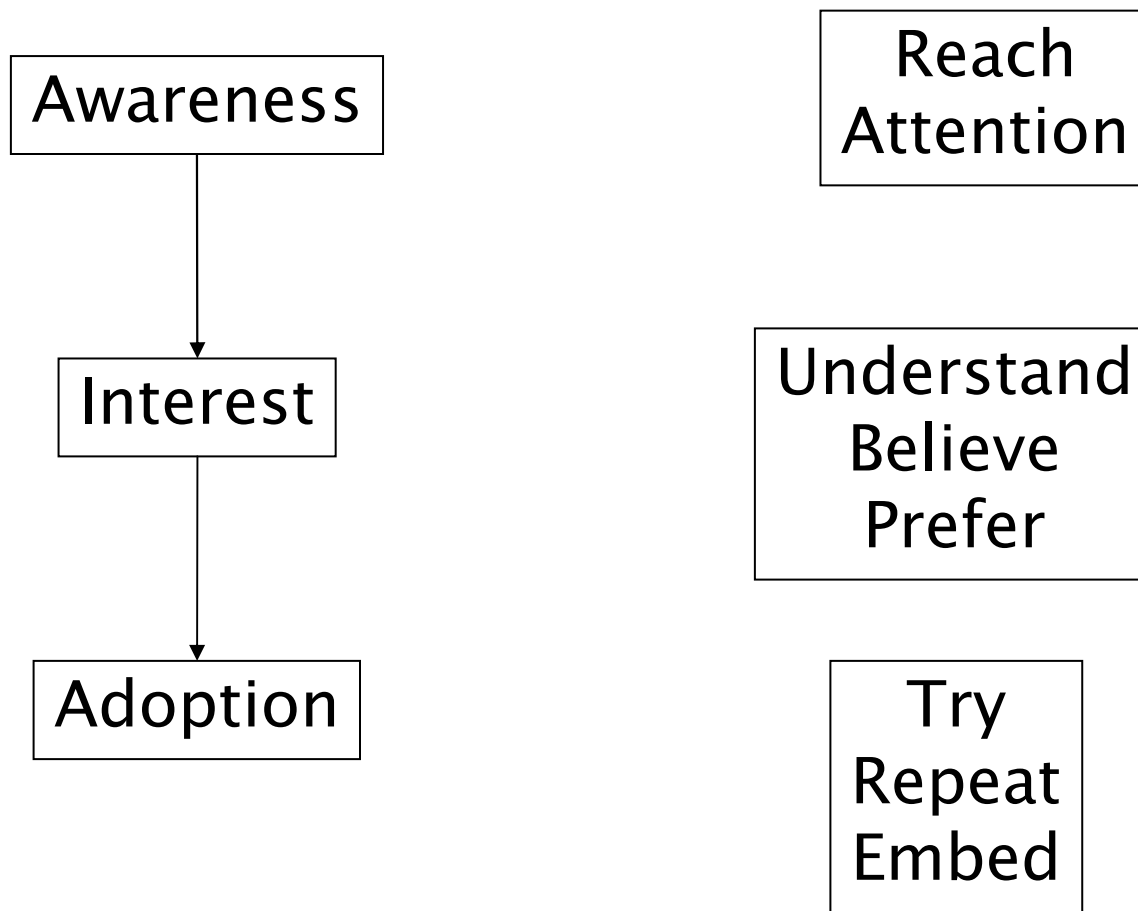 Awareness
Reach
Attention
Interest
Understand
Believe
Prefer
Adoption
Try
Repeat
Embed